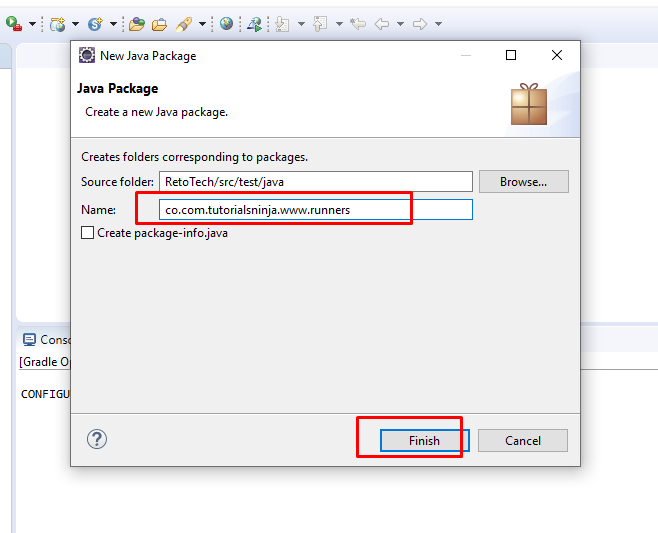 New Java Package
Java Package
Create a new Java package.
Creates folders corresponding to packages.
Source folder: RetoTech/src/test/java Browse...
Name: co.com.tutorialsninja.www.runners
Create package-info.java
[Gradle
CONFIGU
? Finish Cancel